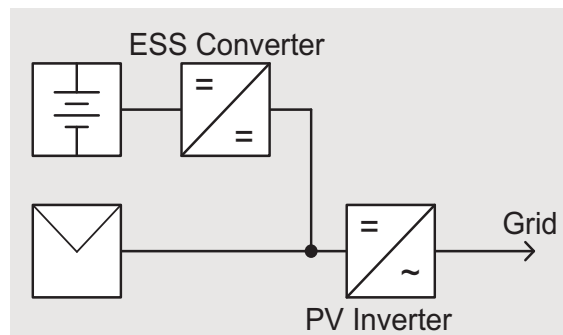 ESS Converter
=
=
=
~
Grid
PV Inverter